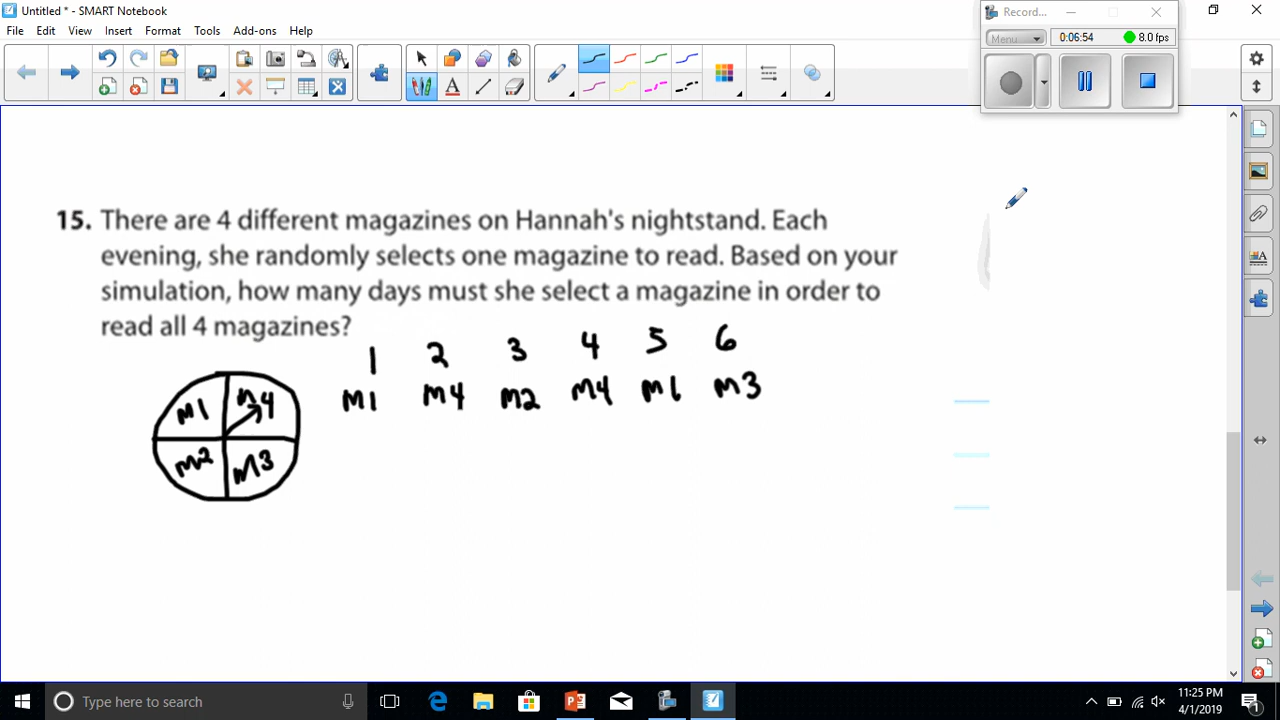 Untitled * - SMART Notebook
File Edit View Insert Format Tools Add-ons Help
Record...
Menu 0:06:54 8.0 fps
15. There are 4 different magazines on Hannah's nightstand. Each
evening, she randomly selects one magazine to read. Based on your
simulation, how many days must she select a magazine in order to
read all 4 magazines?
1 2 3 4 5 6
M1 M4 M2 M4 M1 M3
M1 M4
M2 M3
Type here to search
11:25 PM
4/1/2019